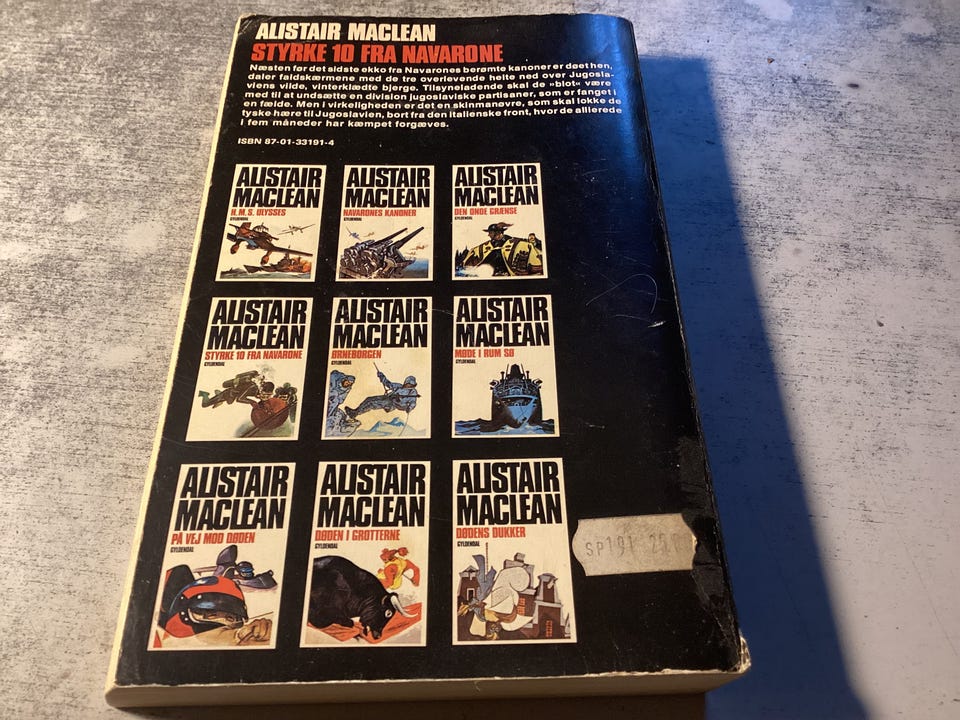 ALISTAIR MACLEAN
STYRKE 10 FRA NAVARONE
Næsten før det sidste ekko fra Navarones berømte kanoner er døet hen,
daler faldskærmene med de tre overlevende helte ned over Jugosla-
viens vilde, vinterklædte bjerge. Tilsyneladende skal de »blot« være
med til at undsætte en division jugoslaviske partisaner, som er fanget i
en fælde. Men i virkeligheden er det en skinmanøvre, som skal lokke de
tyske hære til Jugoslavien, bort fra den italienske front, hvor de allierede
i fem måneder har kæmpet forgæves.
ISBN 87-01-33191-4
ALISTAIR
MACLEAN
H.M.S. ULYSSES
GYLDENDAL
ALISTAIR
MACLEAN
NAVARONES KANONER
GYLDENDAL
ALISTAIR
MACLEAN
DEN ONDE GRÆNSE
GYLDENDAL
ALISTAIR
MACLEAN
STYRKE 10 FRA NAVARONE
GYLDENDAL
ALISTAIR
MACLEAN
ØRNEBORGEN
GYLDENDAL
ALISTAIR
MACLEAN
MØDE I RUM SØ
GYLDENDAL
ALISTAIR
MACLEAN
PÅ VEJ MOD DØDEN
GYLDENDAL
ALISTAIR
MACLEAN
DØDEN I GROTTERNE
GYLDENDAL
ALISTAIR
MACLEAN
DØDENS DUKKER
GYLDENDAL
SP191